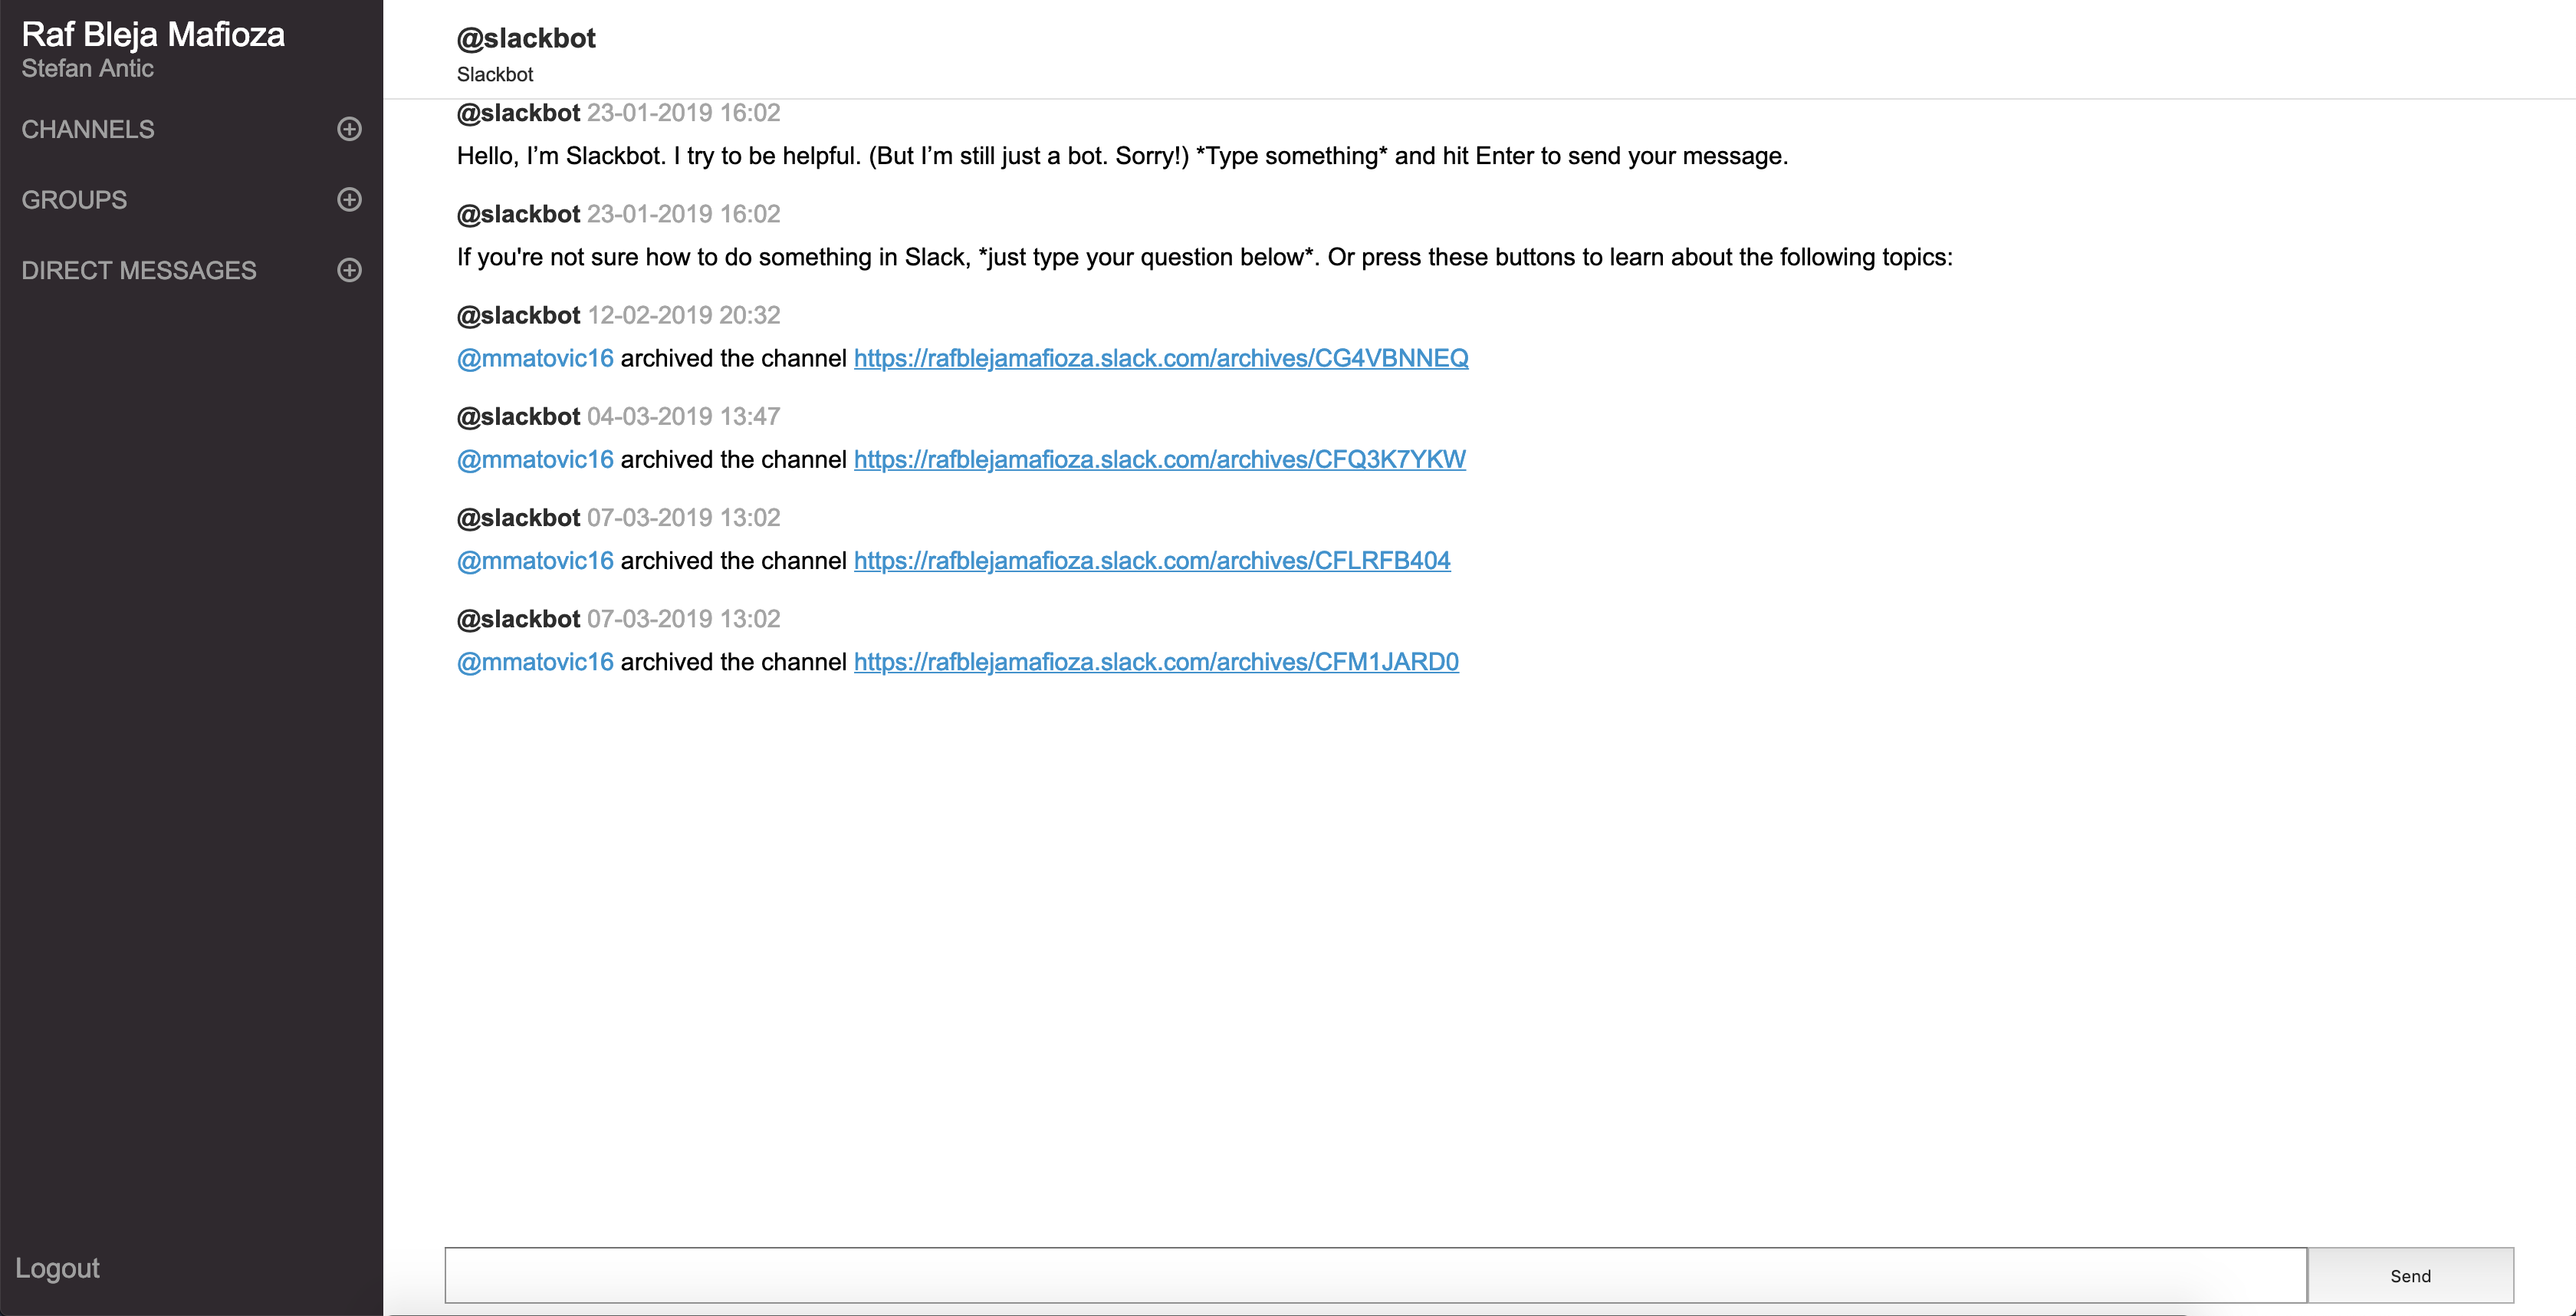 Raf Bleja Mafioza
Stefan Antic
CHANNELS
GROUPS
DIRECT MESSAGES
Logout
@slackbot
Slackbot
@slackbot 23-01-2019 16:02
Hello, I’m Slackbot. I try to be helpful. (But I’m still just a bot. Sorry!) *Type something* and hit Enter to send your message.
@slackbot 23-01-2019 16:02
If you're not sure how to do something in Slack, *just type your question below*. Or press these buttons to learn about the following topics:
@slackbot 12-02-2019 20:32
@mmatovic16 archived the channel https://rafblejamafioza.slack.com/archives/CG4VBNNEQ
@slackbot 04-03-2019 13:47
@mmatovic16 archived the channel https://rafblejamafioza.slack.com/archives/CFQ3K7YKW
@slackbot 07-03-2019 13:02
@mmatovic16 archived the channel https://rafblejamafioza.slack.com/archives/CFLRFB404
@slackbot 07-03-2019 13:02
@mmatovic16 archived the channel https://rafblejamafioza.slack.com/archives/CFM1JARD0
Send